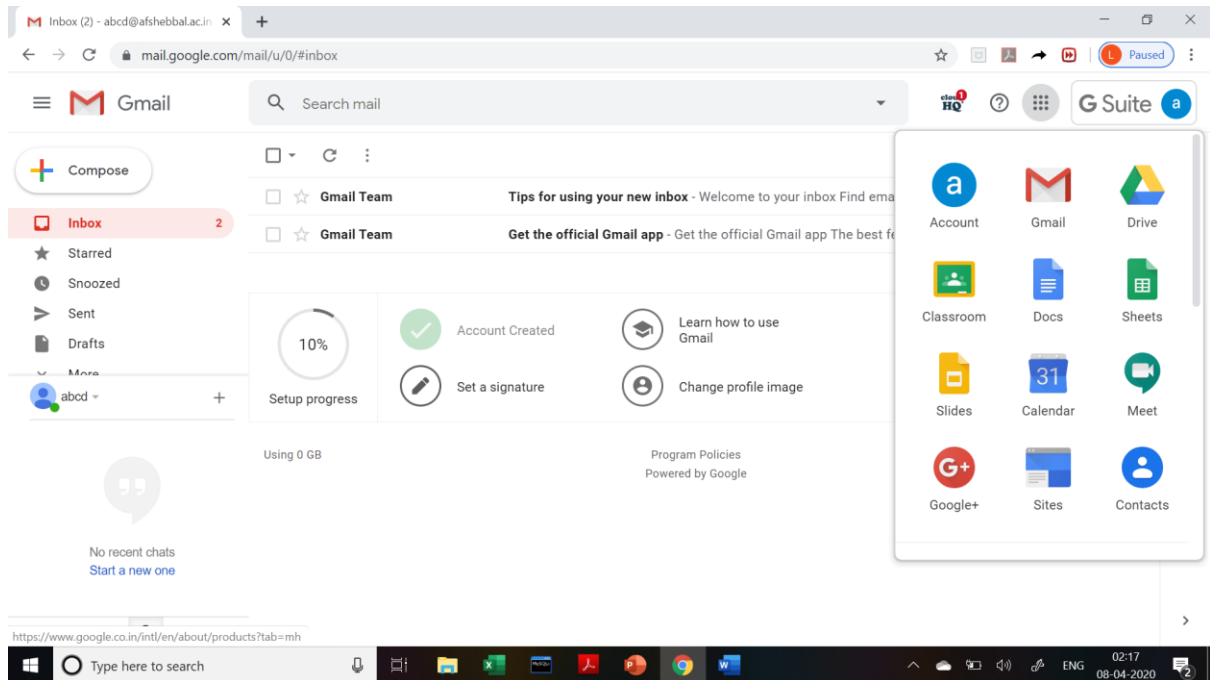 Inbox (2) - abcd@afshebbal.ac.in
mail.google.com/mail/u/0/#inbox
L Paused
Gmail
Search mail
cloud HQ 1
G Suite a
Compose
Inbox 2
Starred
Snoozed
Sent
Drafts
More
abcd
No recent chats
Start a new one
Gmail Team Tips for using your new inbox - Welcome to your inbox Find ema
Gmail Team Get the official Gmail app - Get the official Gmail app The best fe
10%
Setup progress
Account Created
Set a signature
Learn how to use
Gmail
Change profile image
Using 0 GB
Program Policies
Powered by Google
a
Account Gmail Drive
Classroom Docs Sheets
31
Slides Calendar Meet
G+
Google+ Sites Contacts
https://www.google.co.in/intl/en/about/products?tab=mh
Type here to search
ENG
02:17
08-04-2020
2